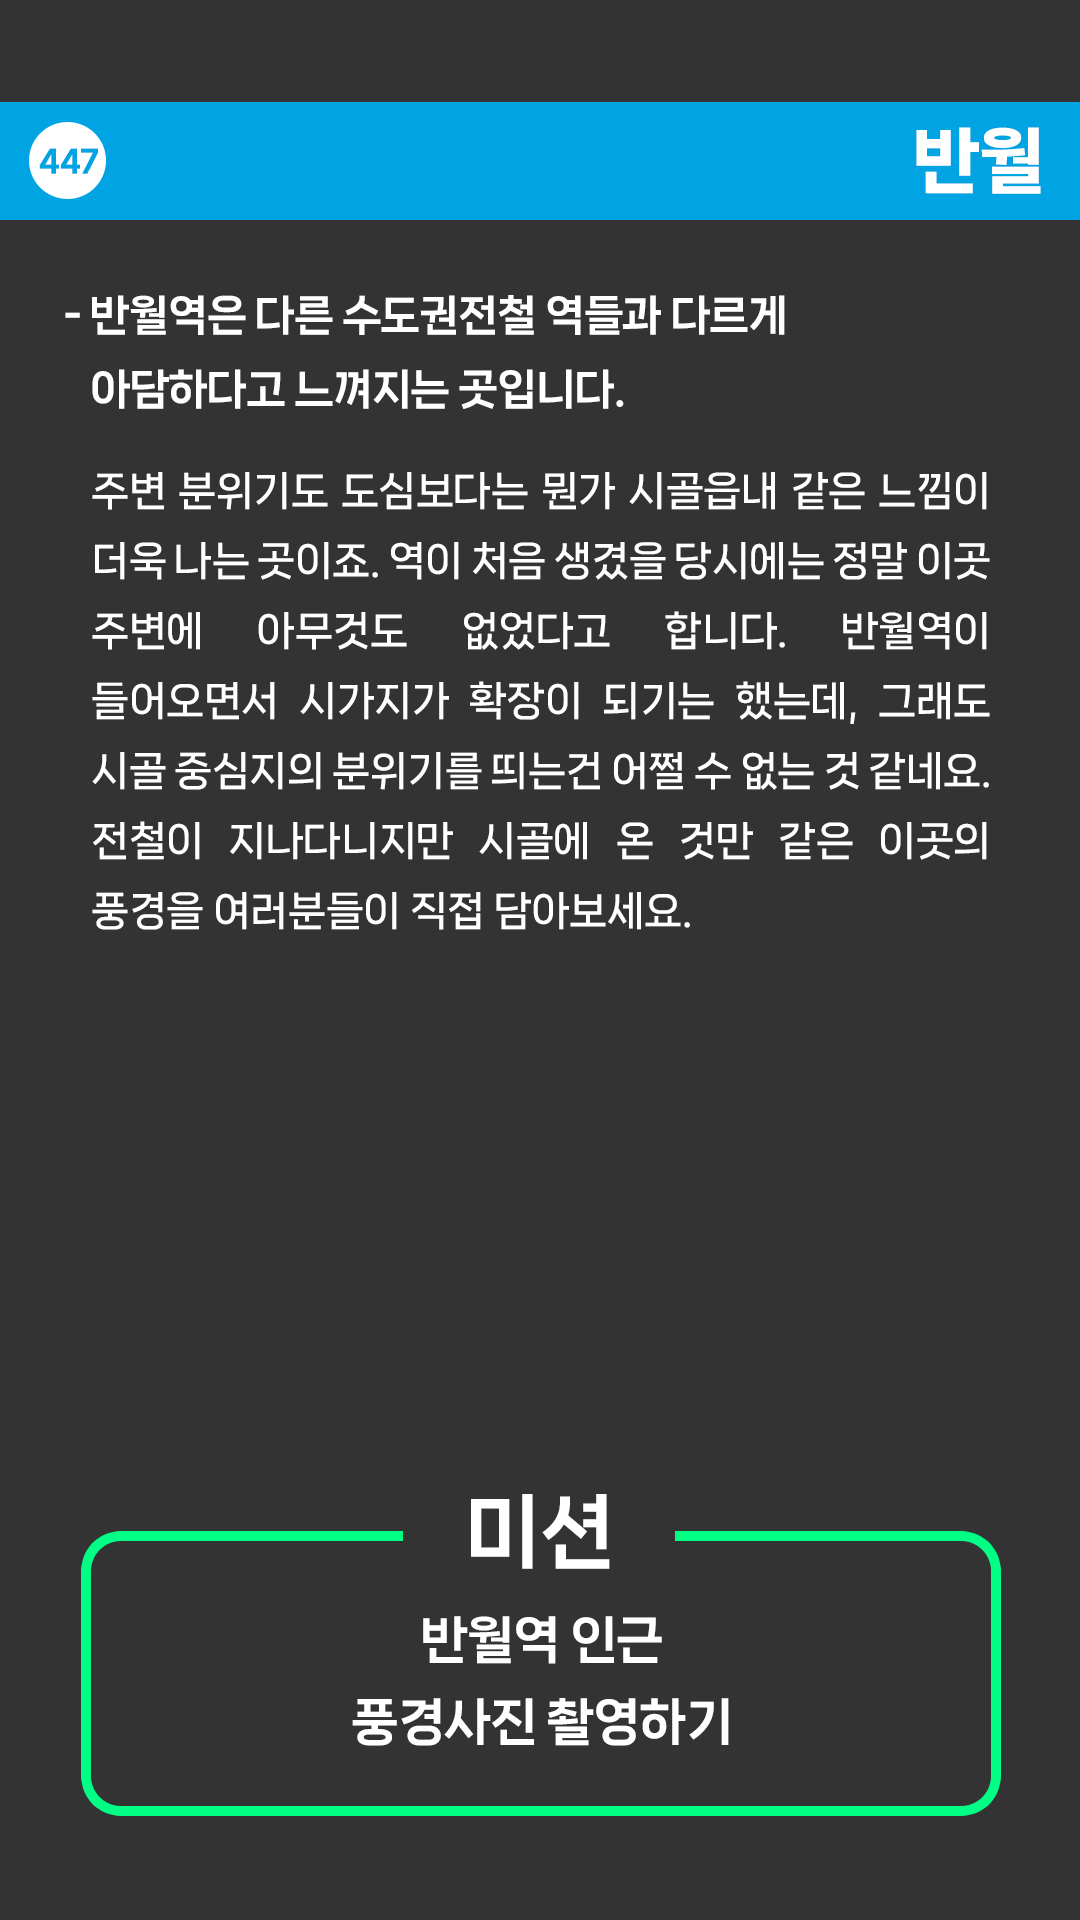 447
반월
- 반월역은 다른 수도권전철 역들과 다르게
아담하다고 느껴지는 곳입니다.
주변 분위기도 도심보다는 뭔가 시골읍내 같은 느낌이
더욱 나는 곳이죠. 역이 처음 생겼을 당시에는 정말 이곳
주변에 아무것도 없었다고 합니다. 반월역이
들어오면서 시가지가 확장이 되기는 했는데, 그래도
시골 중심지의 분위기를 띄는건 어쩔 수 없는 것 같네요.
전철이 지나다니지만 시골에 온 것만 같은 이곳의
풍경을 여러분들이 직접 담아보세요.
미션
반월역 인근
풍경사진 촬영하기